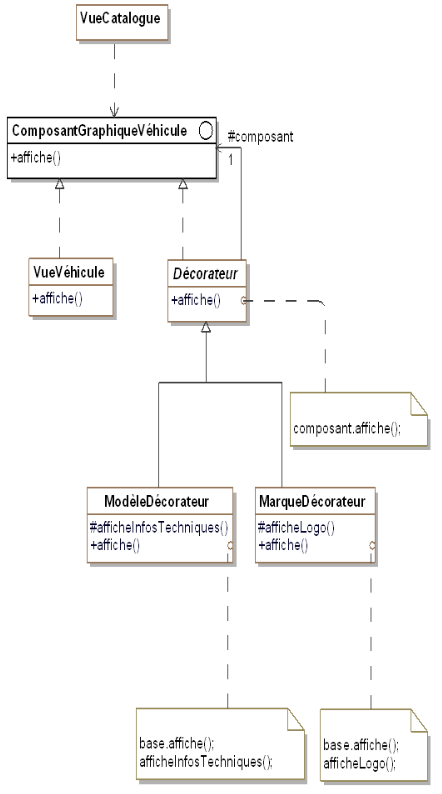 VueCatalogue
ComposantGraphiqueVéhicule
+affiche()
#composant
1
VueVéhicule
+affiche()
Décorateur
+affiche()
composant.affiche();
ModèleDécorateur
#afficheInfosTechniques()
+affiche()
MarqueDécorateur
#afficheLogo()
+affiche()
base.affiche();
afficheInfosTechniques();
base.affiche();
afficheLogo();